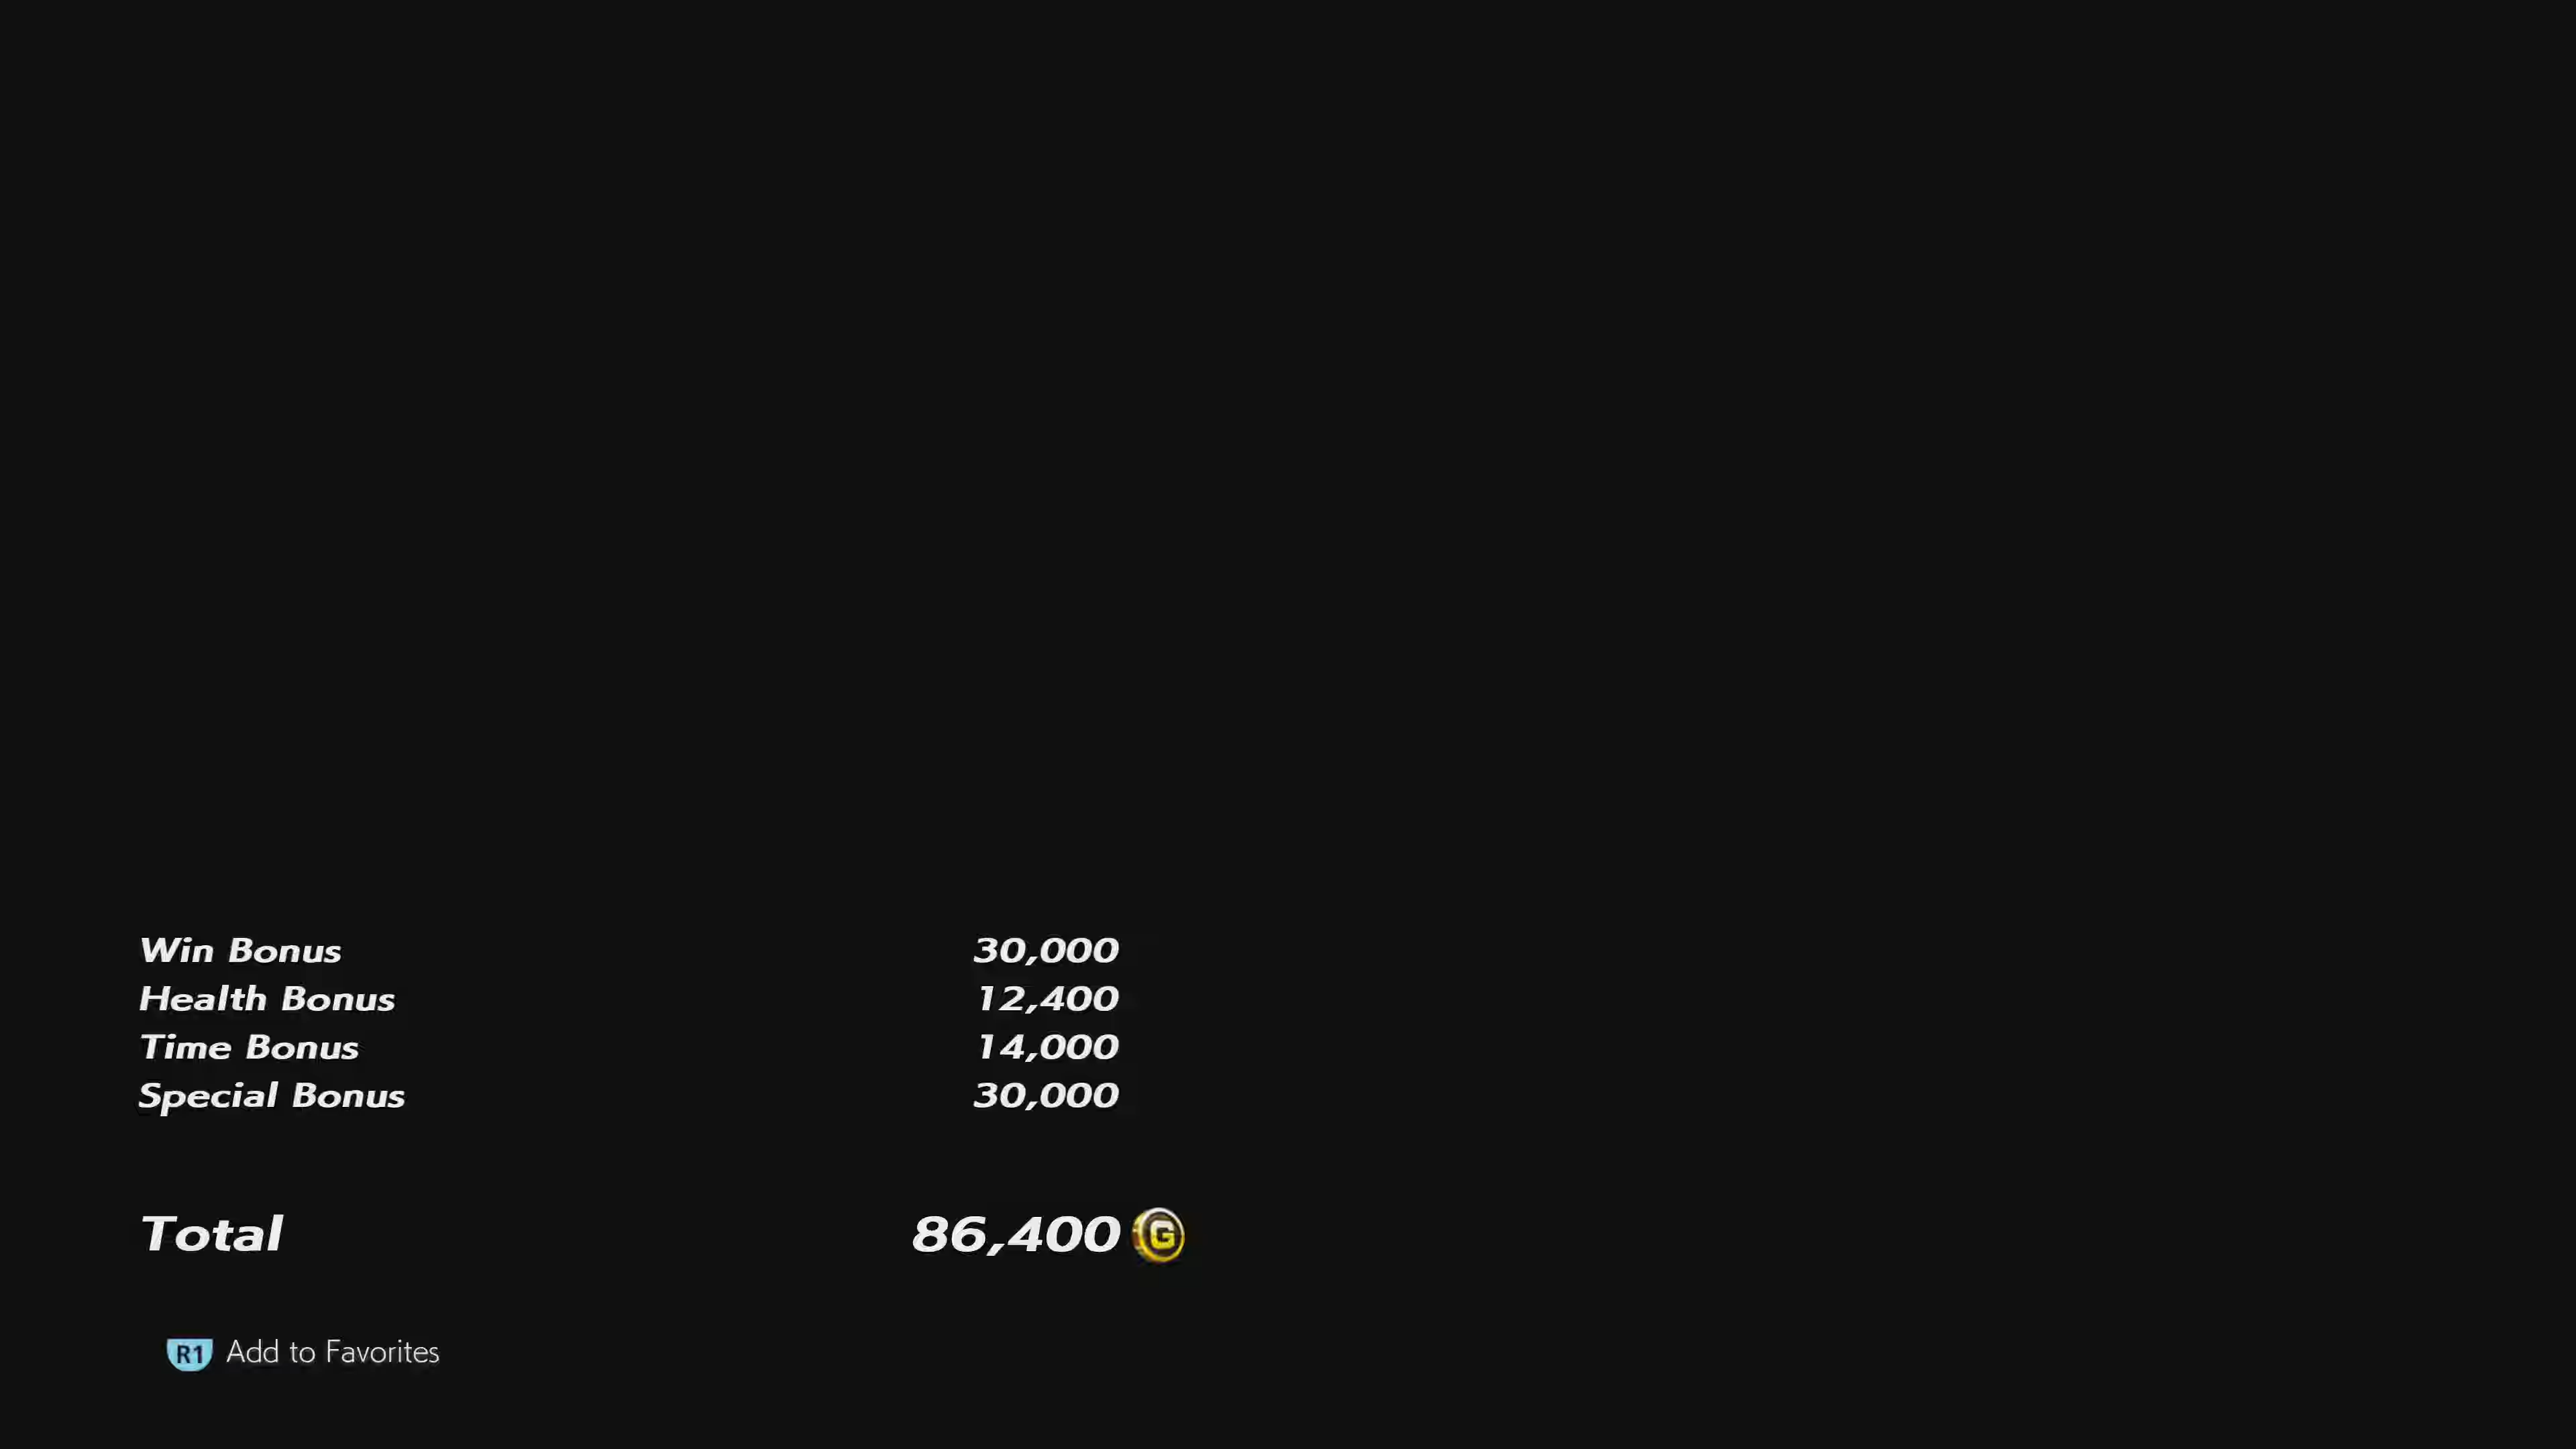 Win Bonus 30,000
Health Bonus 12,400
Time Bonus 14,000
Special Bonus 30,000
Total 86,400 G
R1 Add to Favorites